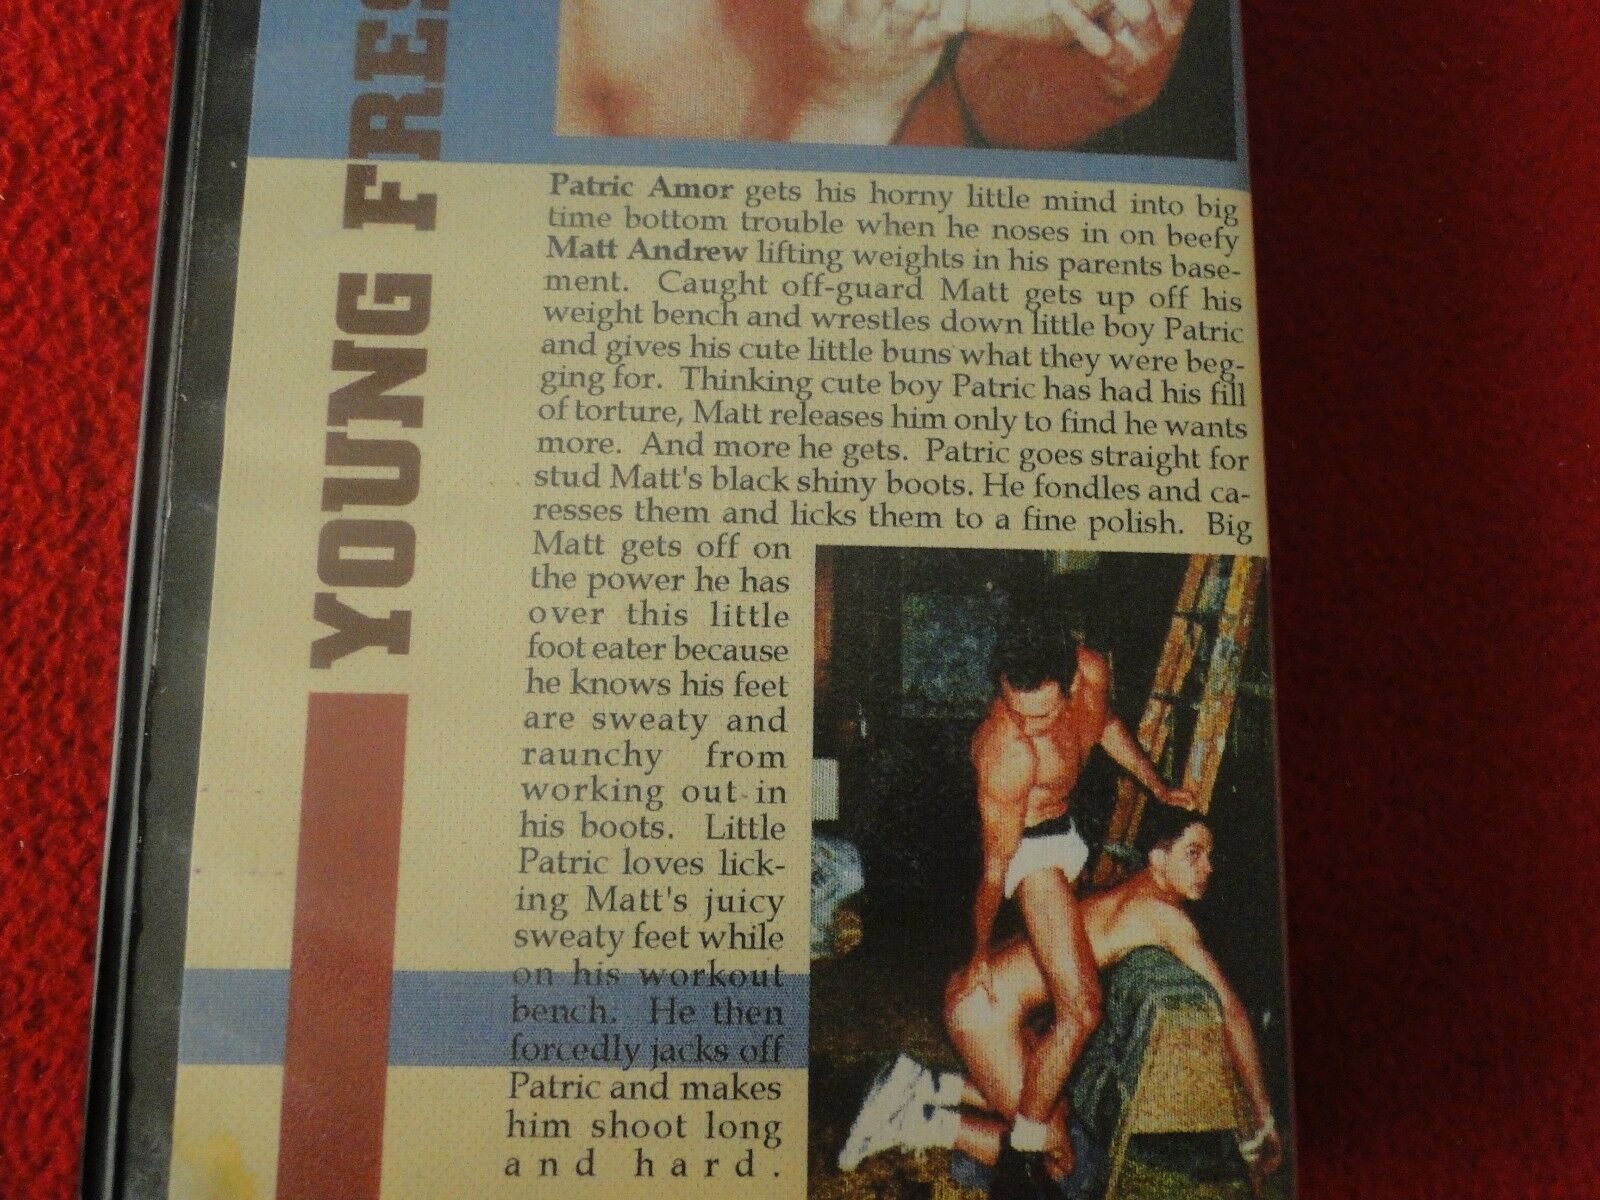 YOUNG
Patric Amor gets his horny little mind into big
time bottom trouble when he noses in on beefy
Matt Andrew lifting weights in his parents base-
ment. Caught off-guard Matt gets up off his
weight bench and wrestles down little boy Patric
and gives his cute little buns what they were beg-
ging for. Thinking cute boy Patric has had his fill
of torture, Matt releases him only to find he wants
more. And more he gets. Patric goes straight for
stud Matt's black shiny boots. He fondles and ca-
resses them and licks them to a fine polish. Big
Matt gets off on
the power he has
over this little
foot eater because
he knows his feet
are sweaty and
raunchy from
working out in
his boots. Little
Patric loves lick-
ing Matt's juicy
sweaty feet while
on his workout
bench. He then
forcedly jacks off
Patric and makes
him shoot long
and hard.